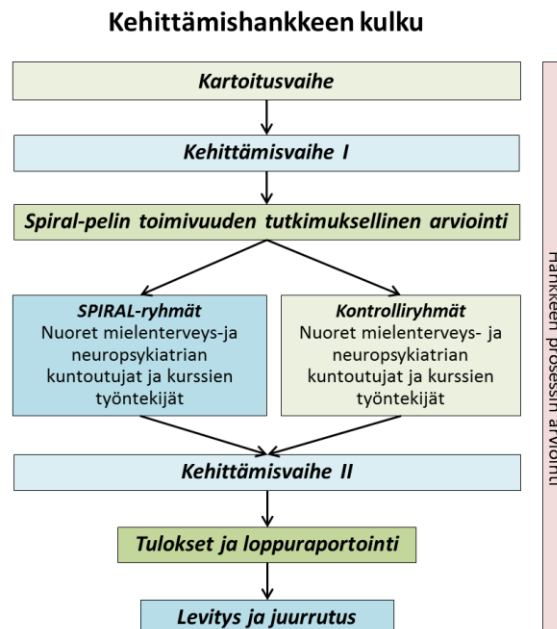 Kehittämishankkeen kulku
Kartoitusvaihe
Kehittämisvaihe I
Spiral-pelin toimivuuden tutkimuksellinen arviointi
SPIRAL-ryhmät
Nuoret mielenterveys-ja
neuropsykiatrian
kuntoutujat ja kurssien
työntekijät
Kontrolliryhmät
Nuoret mielenterveys- ja
neuropsykiatrian
kuntoutujat ja kurssien
työntekijät
Kehittämisvaihe II
Tulokset ja loppuraportointi
Levitys ja juurrutus
Hankkeen prosessin arviointi